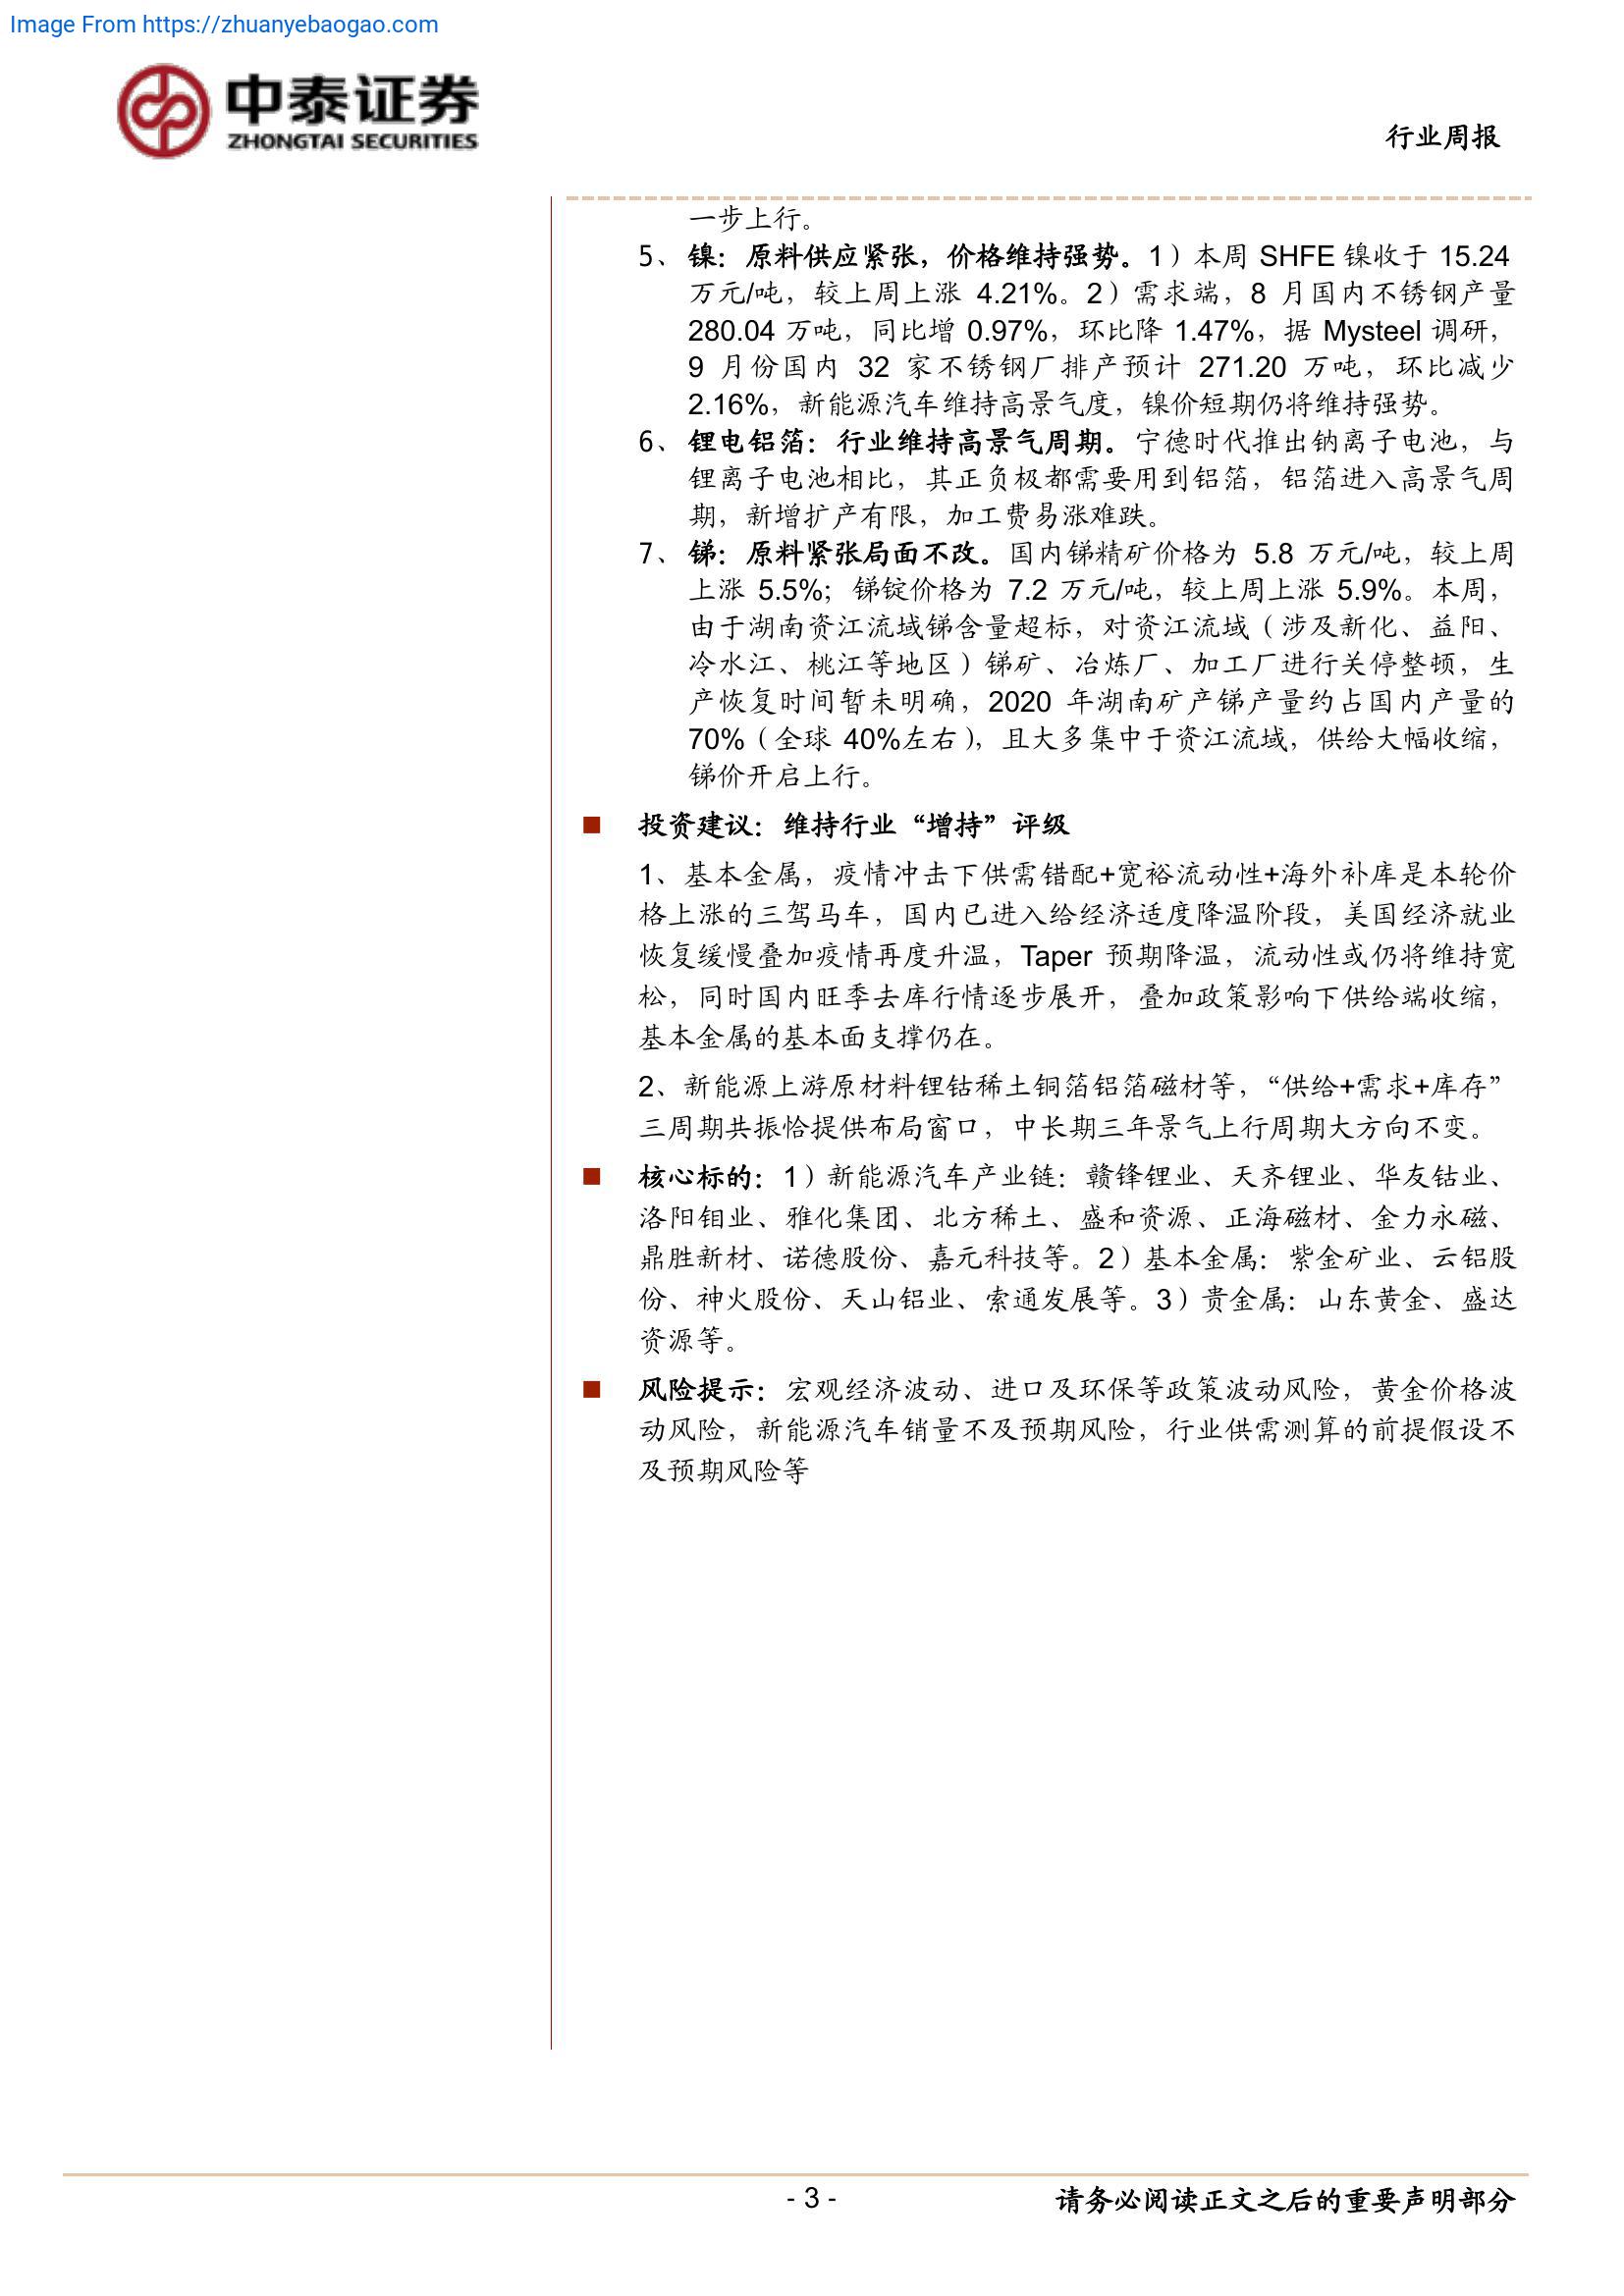 Image From https://zhuanyebaogao.com
中泰证券
ZHONGTAI SECURITIES
行业周报
一步上行。
5、镍：原料供应紧张，价格维持强势。1）本周 SHFE 镍收于 15.24
万元/吨，较上周上涨 4.21%。2）需求端，8 月国内不锈钢产量
280.04 万吨，同比增 0.97%，环比降 1.47%，据 Mysteel 调研，
9 月份国内 32 家不锈钢厂排产预计 271.20 万吨，环比减少
2.16%，新能源汽车维持高景气度，镍价短期仍将维持强势。
6、锂电铝箔：行业维持高景气周期。宁德时代推出钠离子电池，与
锂离子电池相比，其正负极都需要用到铝箔，铝箔进入高景气周
期，新增扩产有限，加工费易涨难跌。
7、锑：原料紧张局面不改。国内锑精矿价格为 5.8 万元/吨，较上周
上涨 5.5%；锑锭价格为 7.2 万元/吨，较上周上涨 5.9%。本周，
由于湖南资江流域锑含量超标，对资江流域（涉及新化、益阳、
冷水江、桃江等地区）锑矿、冶炼厂、加工厂进行关停整顿，生
产恢复时间暂未明确，2020 年湖南矿产锑产量约占国内产量的
70%（全球 40%左右），且大多集中于资江流域，供给大幅收缩，
锑价开启上行。
■ 投资建议：维持行业“增持”评级
1、基本金属，疫情冲击下供需错配+宽裕流动性+海外补库是本轮价
格上涨的三驾马车，国内已进入给经济适度降温阶段，美国经济就业
恢复缓慢叠加疫情再度升温，Taper 预期降温，流动性或仍将维持宽
松，同时国内旺季去库行情逐步展开，叠加政策影响下供给端收缩，
基本金属的基本面支撑仍在。
2、新能源上游原材料锂钴稀土铜箔铝箔磁材等，“供给+需求+库存”
三周期共振恰提供布局窗口，中长期三年景气上行周期大方向不变。
■ 核心标的：1）新能源汽车产业链：赣锋锂业、天齐锂业、华友钴业、
洛阳钼业、雅化集团、北方稀土、盛和资源、正海磁材、金力永磁、
鼎胜新材、诺德股份、嘉元科技等。2）基本金属：紫金矿业、云铝股
份、神火股份、天山铝业、索通发展等。3）贵金属：山东黄金、盛达
资源等。
■ 风险提示：宏观经济波动、进口及环保等政策波动风险，黄金价格波
动风险，新能源汽车销量不及预期风险，行业供需测算的前提假设不
及预期风险等
- 3 -
请务必阅读正文之后的重要声明部分